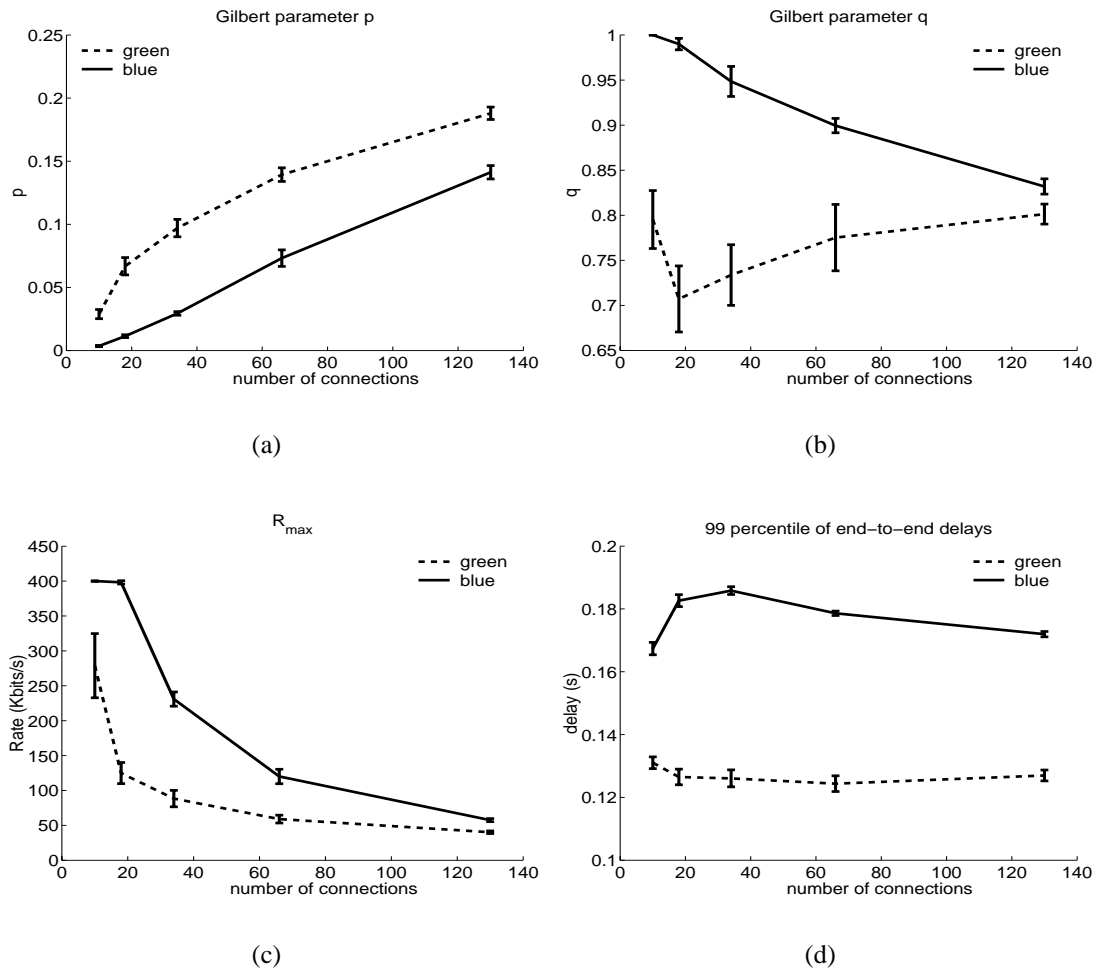 Gilbert parameter p
0.25
0.2
0.15
0.1
0.05
0
p
green
blue
0 20 40 60 80 100 120 140
number of connections
(a)
Gilbert parameter q
1
0.95
0.9
0.85
0.8
0.75
0.7
0.65
q
green
blue
0 20 40 60 80 100 120 140
number of connections
(b)
R_max
450
400
350
300
250
200
150
100
50
0
Rate (Kbits/s)
green
blue
0 20 40 60 80 100 120 140
number of connections
(c)
99 percentile of end−to−end delays
0.2
0.18
0.16
0.14
0.12
0.1
delay (s)
green
blue
0 20 40 60 80 100 120 140
number of connections
(d)